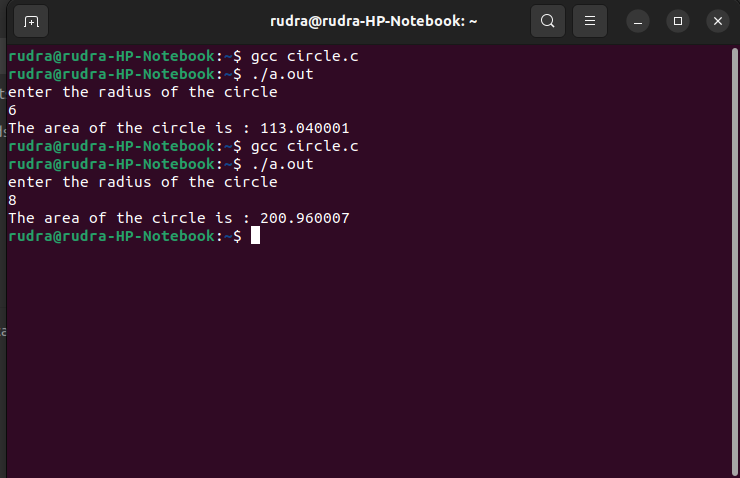 rudra@rudra-HP-Notebook: ~
rudra@rudra-HP-Notebook:~$ gcc circle.c
rudra@rudra-HP-Notebook:~$ ./a.out
enter the radius of the circle
6
The area of the circle is : 113.040001
rudra@rudra-HP-Notebook:~$ gcc circle.c
rudra@rudra-HP-Notebook:~$ ./a.out
enter the radius of the circle
8
The area of the circle is : 200.960007
rudra@rudra-HP-Notebook:~$